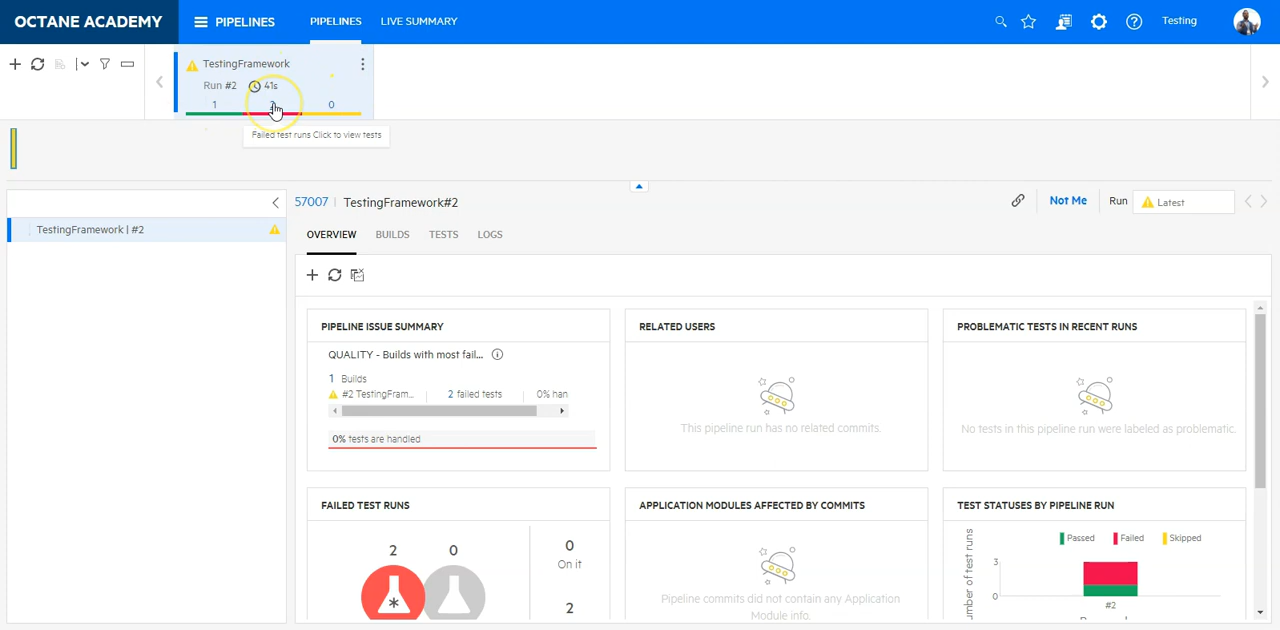 OCTANE ACADEMY
PIPELINES
PIPELINES
LIVE SUMMARY
Testing
TestingFramework
Run #2
41s
1
2
0
Failed test runs Click to view tests
TestingFramework | #2
57007
TestingFramework#2
Not Me
Run
Latest
OVERVIEW
BUILDS
TESTS
LOGS
PIPELINE ISSUE SUMMARY
QUALITY - Builds with most fail...
1 Builds
#2 TestingFram...
2 failed tests
0% han
0% tests are handled
RELATED USERS
This pipeline run has no related commits.
PROBLEMATIC TESTS IN RECENT RUNS
No tests in this pipeline run were labeled as problematic.
FAILED TEST RUNS
2
0
0
On it
2
APPLICATION MODULES AFFECTED BY COMMITS
Pipeline commits did not contain any Application
Module info.
TEST STATUSES BY PIPELINE RUN
Passed
Failed
Skipped
umber of test runs
3
0
#2